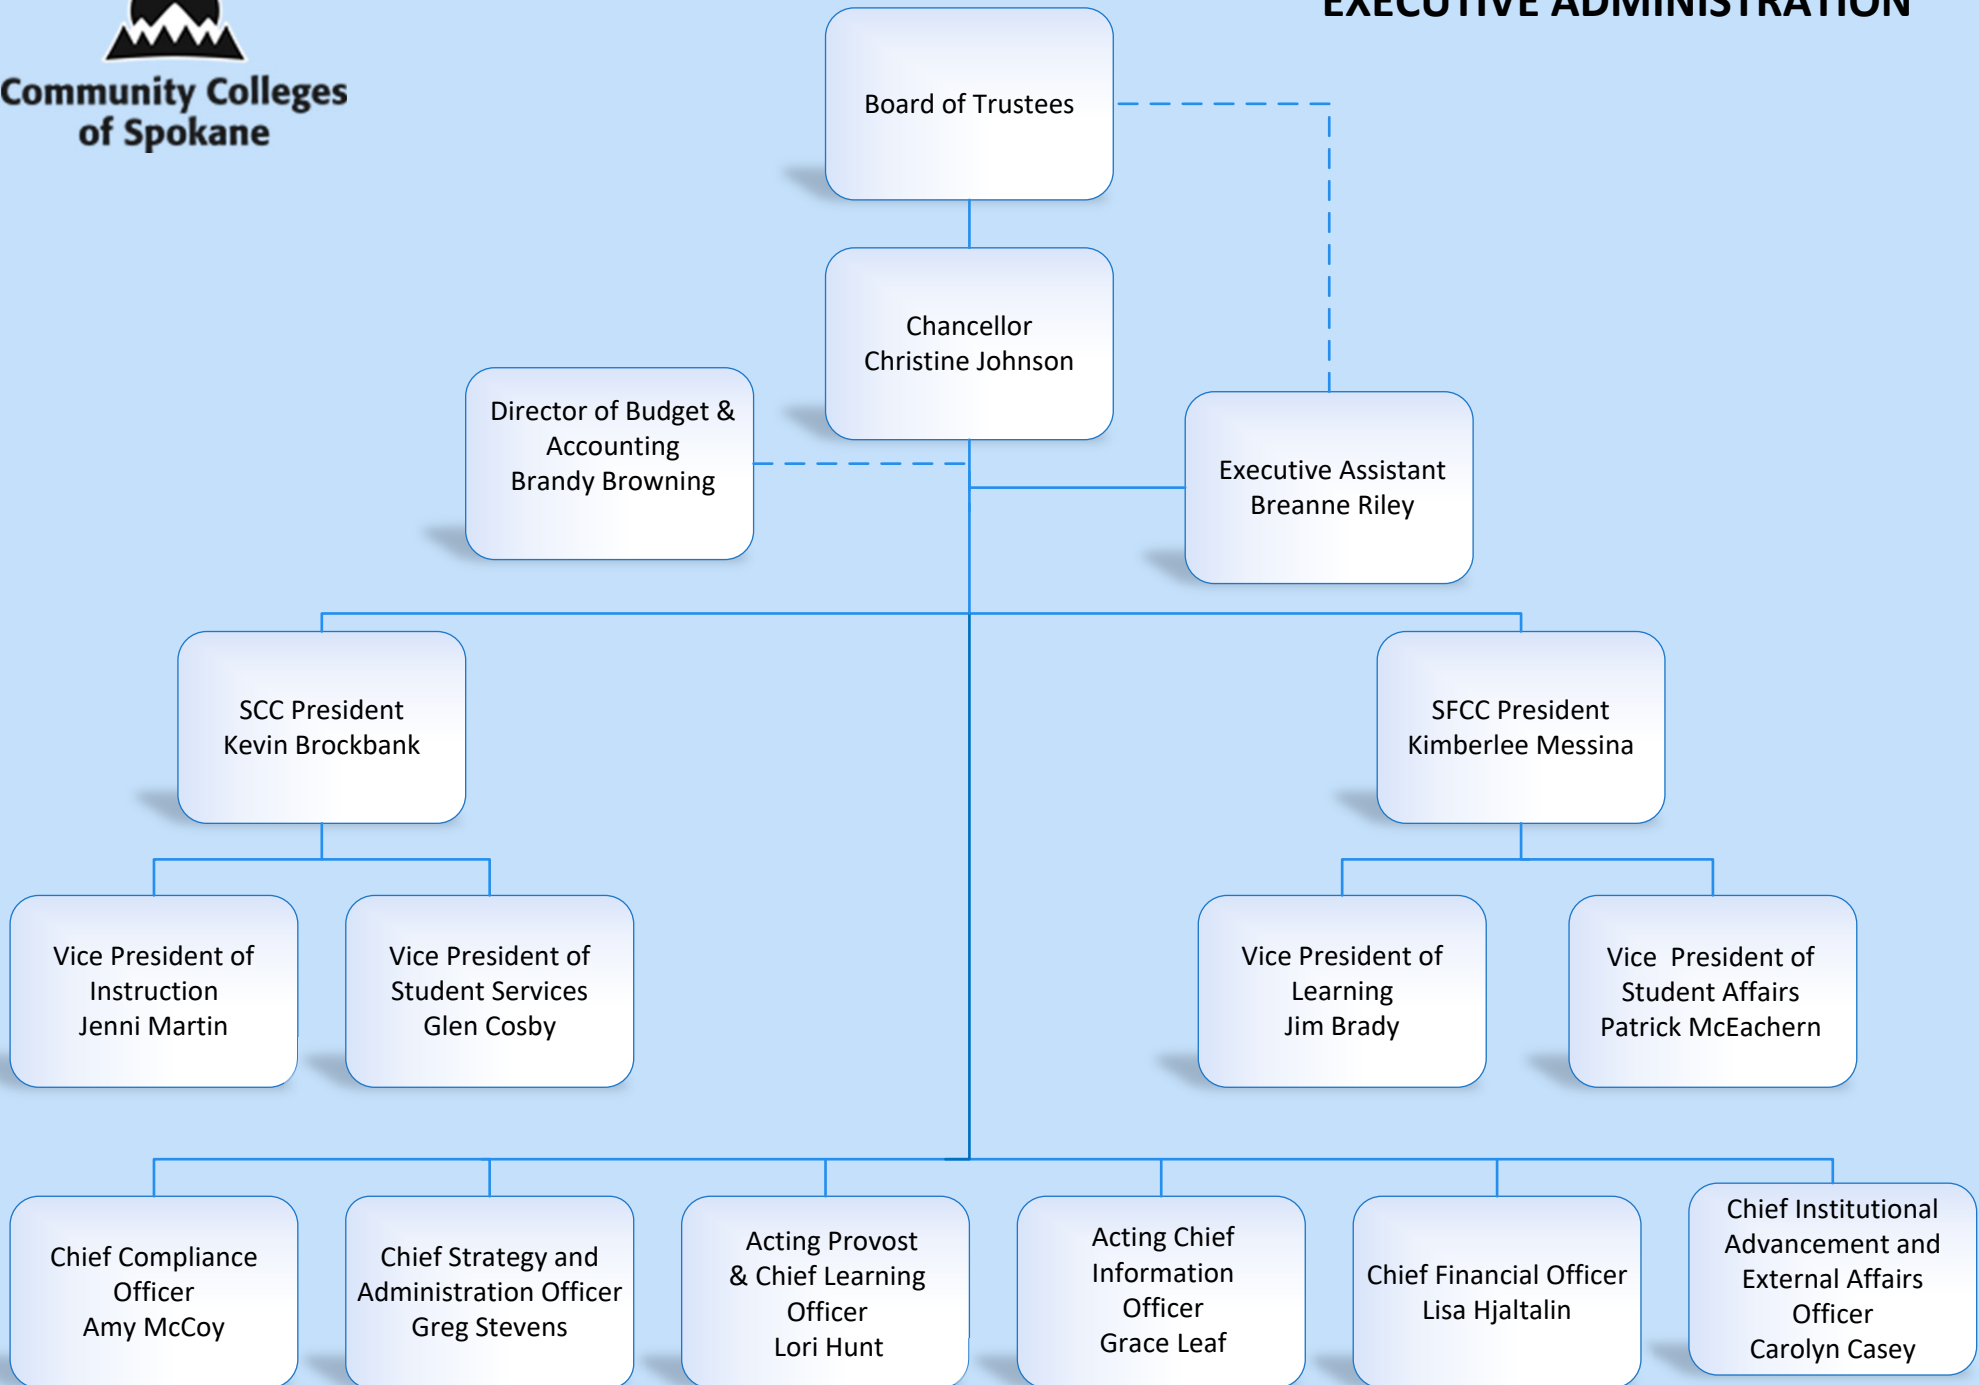 EXECUTIVE ADMINISTRATION
Community Colleges
of Spokane
Board of Trustees
Chancellor
Christine Johnson
Director of Budget &
Accounting
Brandy Browning
Executive Assistant
Breanne Riley
SCC President
Kevin Brockbank
SFCC President
Kimberlee Messina
Vice President of
Instruction
Jenni Martin
Vice President of
Student Services
Glen Cosby
Vice President of
Learning
Jim Brady
Vice  President of
Student Affairs
Patrick McEachern
Chief Compliance
Officer
Amy McCoy
Chief Strategy and
Administration Officer
Greg Stevens
Acting Provost
& Chief Learning
Officer
Lori Hunt
Acting Chief
Information
Officer
Grace Leaf
Chief Financial Officer
Lisa Hjaltalin
Chief Institutional
Advancement and
External Affairs
Officer
Carolyn Casey